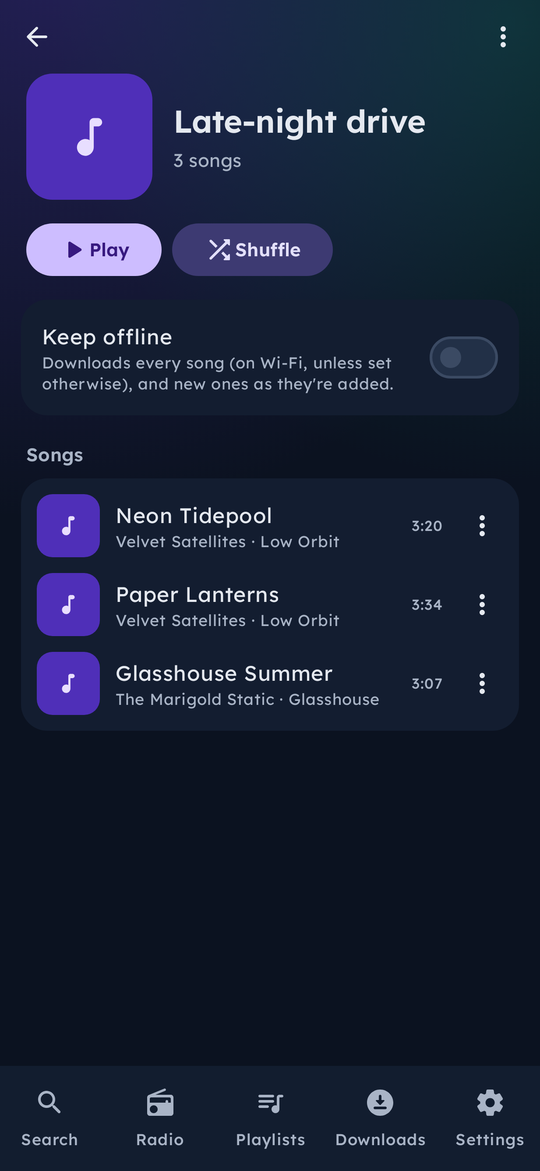 Late-night drive
3 songs
Play
Shuffle
Keep offline
Downloads every song (on Wi-Fi, unless set
otherwise), and new ones as they're added.
Songs
Neon Tidepool
Velvet Satellites · Low Orbit
3:20
Paper Lanterns
Velvet Satellites · Low Orbit
3:34
Glasshouse Summer
The Marigold Static · Glasshouse
3:07
Search
Radio
Playlists
Downloads
Settings